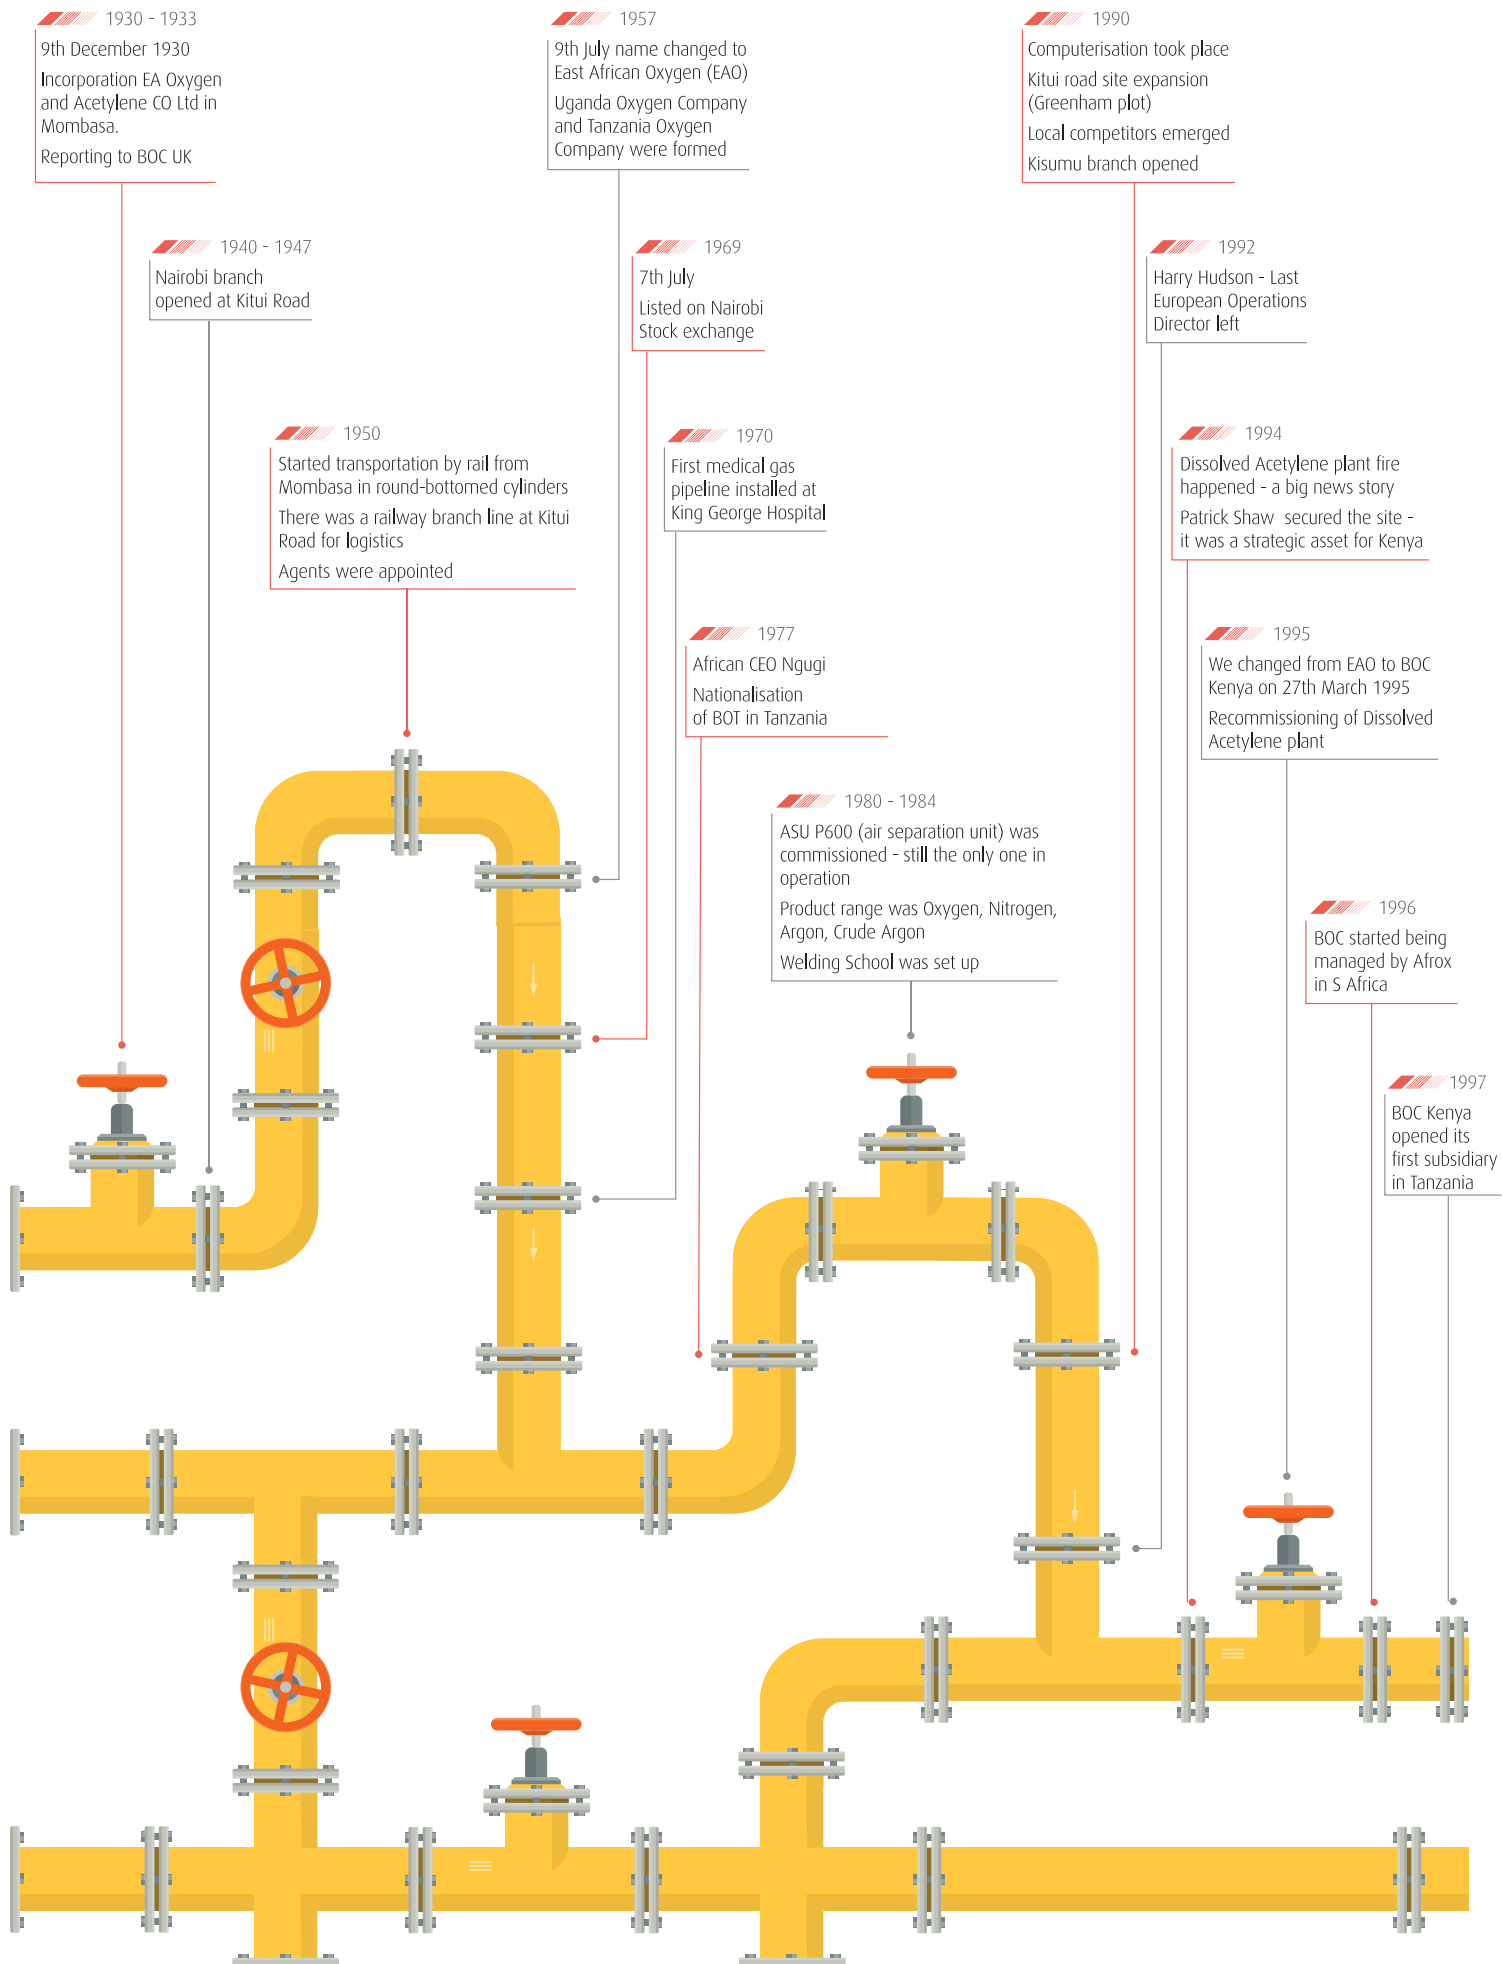 1930 - 1933
9th December 1930
Incorporation EA Oxygen
and Acetylene CO Ltd in
Mombasa.
Reporting to BOC UK
1940 - 1947
Nairobi branch
opened at Kitui Road
1950
Started transportation by rail from
Mombasa in round-bottomed cylinders
There was a railway branch line at Kitui
Road for logistics
Agents were appointed
1957
9th July name changed to
East African Oxygen (EAO)
Uganda Oxygen Company
and Tanzania Oxygen
Company were formed
1969
7th July
Listed on Nairobi
Stock exchange
1970
First medical gas
pipeline installed at
King George Hospital
1977
African CEO Ngugi
Nationalisation
of BOT in Tanzania
1980 - 1984
ASU P600 (air separation unit) was
commissioned - still the only one in
operation
Product range was Oxygen, Nitrogen,
Argon, Crude Argon
Welding School was set up
1990
Computerisation took place
Kitui road site expansion
(Greenham plot)
Local competitors emerged
Kisumu branch opened
1992
Harry Hudson - Last
European Operations
Director left
1994
Dissolved Acetylene plant fire
happened - a big news story
Patrick Shaw secured the site -
it was a strategic asset for Kenya
1995
We changed from EAO to BOC
Kenya on 27th March 1995
Recommissioning of Dissolved
Acetylene plant
1996
BOC started being
managed by Afrox
in S Africa
1997
BOC Kenya
opened its
first subsidiary
in Tanzania